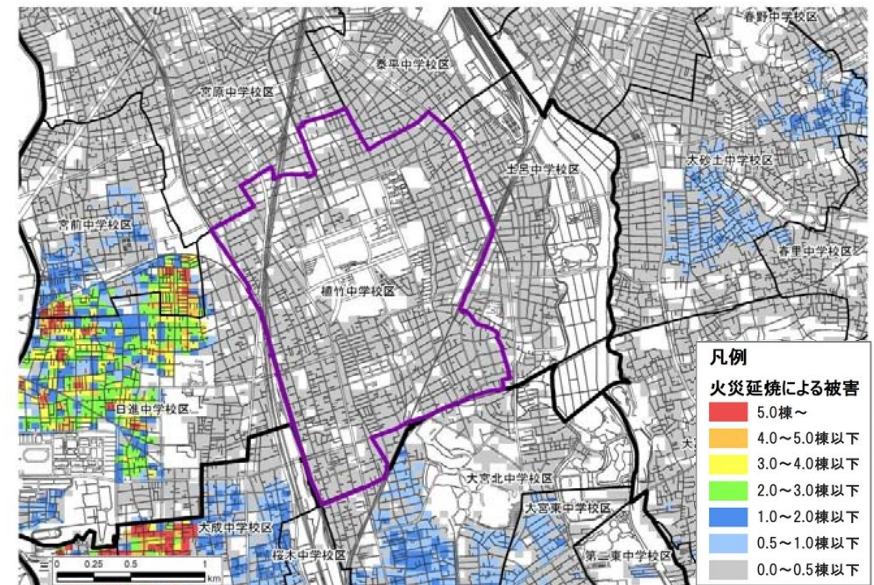 春野中学校区
泰平中学校区
宮原中学校区
大砂土中学校区
土呂中学校区
宮前中学校区
春里中学校区
植竹中学校区
日進中学校区
大宮北中学校区
大宮東中学校区
大成中学校区
桜木中学校区
第二東中学校区
0 0.25 0.5 1
km
凡例
火災延焼による被害
5.0棟～
4.0～5.0棟以下
3.0～4.0棟以下
2.0～3.0棟以下
1.0～2.0棟以下
0.5～1.0棟以下
0.0～0.5棟以下